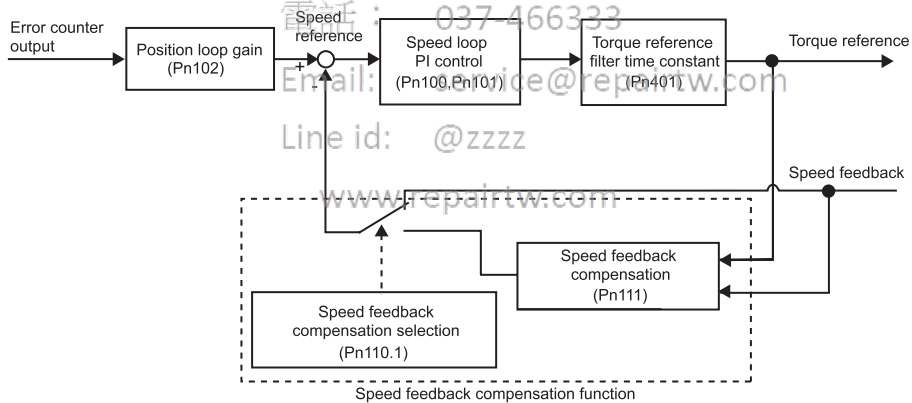 電話：
037-466333
Speed
reference
Error counter
output
Position loop gain
(Pn102)
+
-
Speed loop
PI control
(Pn100,Pn101)
Torque reference
filter time constant
(Pn401)
Torque reference
Email:
service@repairtw.com
Line id:
@zzzz
Speed feedback
www.repairtw.com
Speed feedback
compensation
(Pn111)
Speed feedback
compensation selection
(Pn110.1)
Speed feedback compensation function